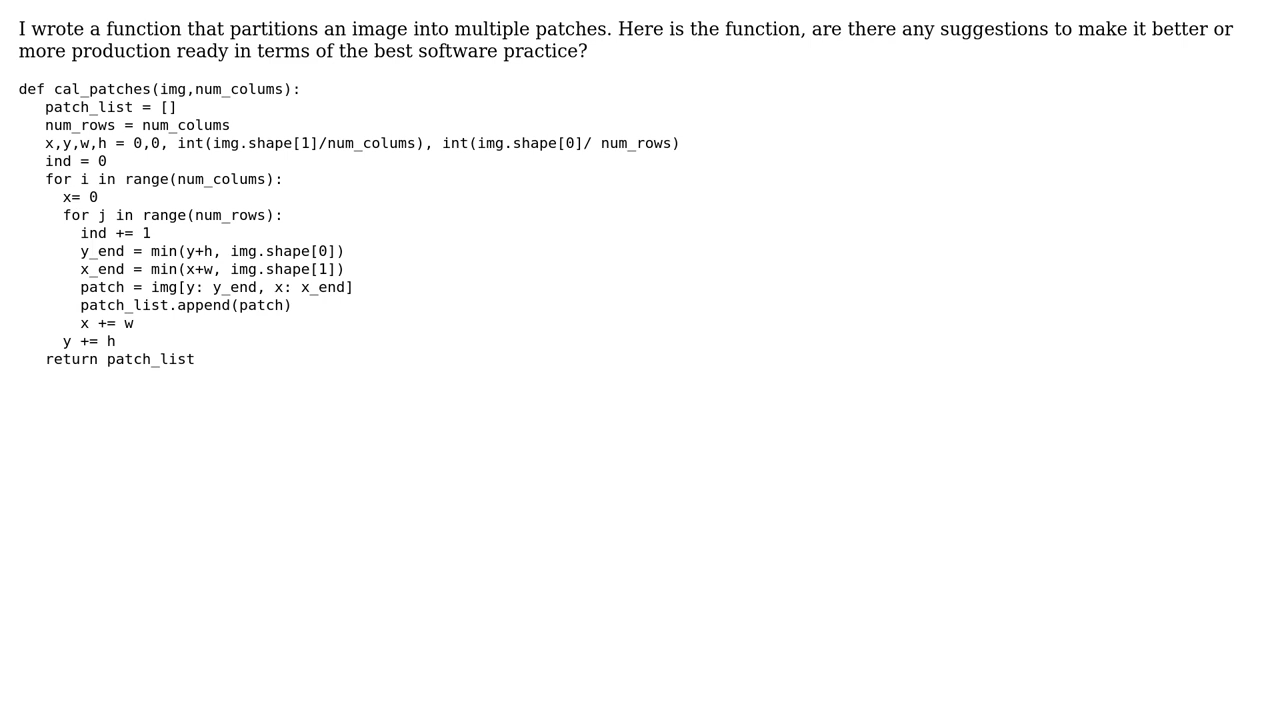 I wrote a function that partitions an image into multiple patches. Here is the function, are there any suggestions to make it better or
more production ready in terms of the best software practice?
def cal_patches(img,num_colums):
   patch_list = []
   num_rows = num_colums
   x,y,w,h = 0,0, int(img.shape[1]/num_colums), int(img.shape[0]/ num_rows)
   ind = 0
   for i in range(num_colums):
     x= 0
     for j in range(num_rows):
       ind += 1
       y_end = min(y+h, img.shape[0])
       x_end = min(x+w, img.shape[1])
       patch = img[y: y_end, x: x_end]
       patch_list.append(patch)
       x += w
     y += h
   return patch_list